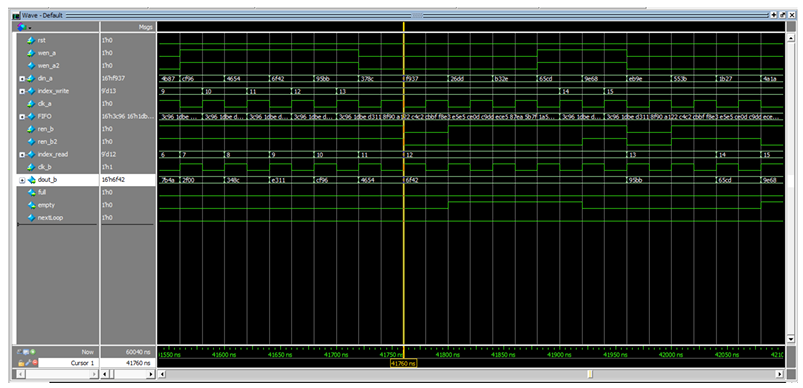 Wave - Default
Msgs
rst 1'h0
wen_a 1'h0
wen_a2 1'h0
din_a 16'hf937 4b87 cf96 4654 6f42 95bb 378c f937 26dd b32e 65cd 9e68 eb9e 553b 1b27 4a1a
index_write 9'd13 9 10 11 12 13 14 15
clk_a 1'h0
FIFO 16'h3c96 16'h1db... 3c96 1dbe ... 3c96 1dbe d... 3c96 1dbe d... 3c96 1dbe d... 3c96 1dbe d311 8f90 a122 c4c2 cbbf f8e3 e5e5 ce0d c9dd ece5 87ea 5b7f 1a5... 3c96 1dbe d... 3c96 1dbe d311 8f90 a122 c4c2 cbbf f8e3 e5e5 ce0d c9dd ece...
ren_b 1'h0
ren_b2 1'h0
index_read 9'd12 6 7 8 9 10 11 12 13 14 15
clk_b 1'h1
dout_b 16'h6f42 7b4a 2f00 348c e311 cf96 4654 6f42 95bb 65cd 9e68
full 1'h0
empty 1'h0
nextLoop 1'h0
Now 60040 ns 41550 ns 41600 ns 41650 ns 41700 ns 41750 ns 41800 ns 41850 ns 41900 ns 41950 ns 42000 ns 42050 ns 4210
Cursor 1 41760 ns 41760 ns